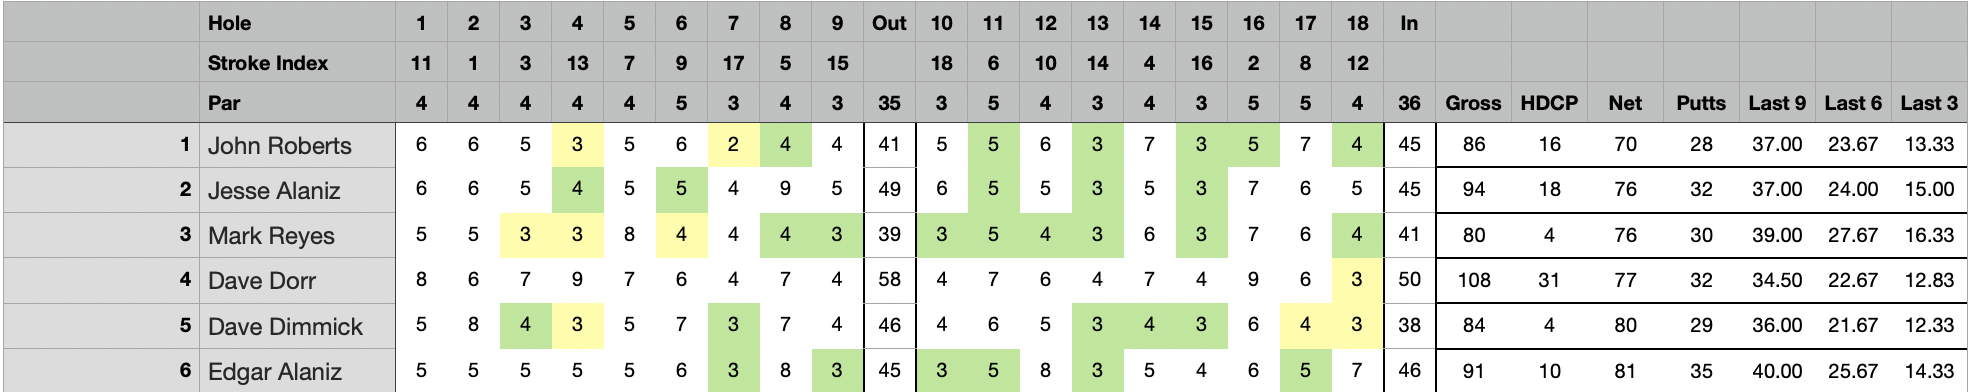 Hole 1 2 3 4 5 6 7 8 9 Out 10 11 12 13 14 15 16 17 18 In
Stroke Index 11 1 3 13 7 9 17 5 15 18 6 10 14 4 16 2 8 12
Par 4 4 4 4 4 5 3 4 3 35 3 5 4 3 4 3 5 5 4 36 Gross HDCP Net Putts Last 9 Last 6 Last 3
1 John Roberts 6 6 5 3 5 6 2 4 4 41 5 5 6 3 7 3 5 7 4 45 86 16 70 28 37.00 23.67 13.33
2 Jesse Alaniz 6 6 5 4 5 5 4 9 5 49 6 5 5 3 5 3 7 6 5 45 94 18 76 32 37.00 24.00 15.00
3 Mark Reyes 5 5 3 3 8 4 4 4 3 39 3 5 4 3 6 3 7 6 4 41 80 4 76 30 39.00 27.67 16.33
4 Dave Dorr 8 6 7 9 7 6 4 7 4 58 4 7 6 4 7 4 9 6 3 50 108 31 77 32 34.50 22.67 12.83
5 Dave Dimmick 5 8 4 3 5 7 3 7 4 46 4 6 5 3 4 3 6 4 3 38 84 4 80 29 36.00 21.67 12.33
6 Edgar Alaniz 5 5 5 5 5 6 3 8 3 45 3 5 8 3 5 4 6 5 7 46 91 10 81 35 40.00 25.67 14.33